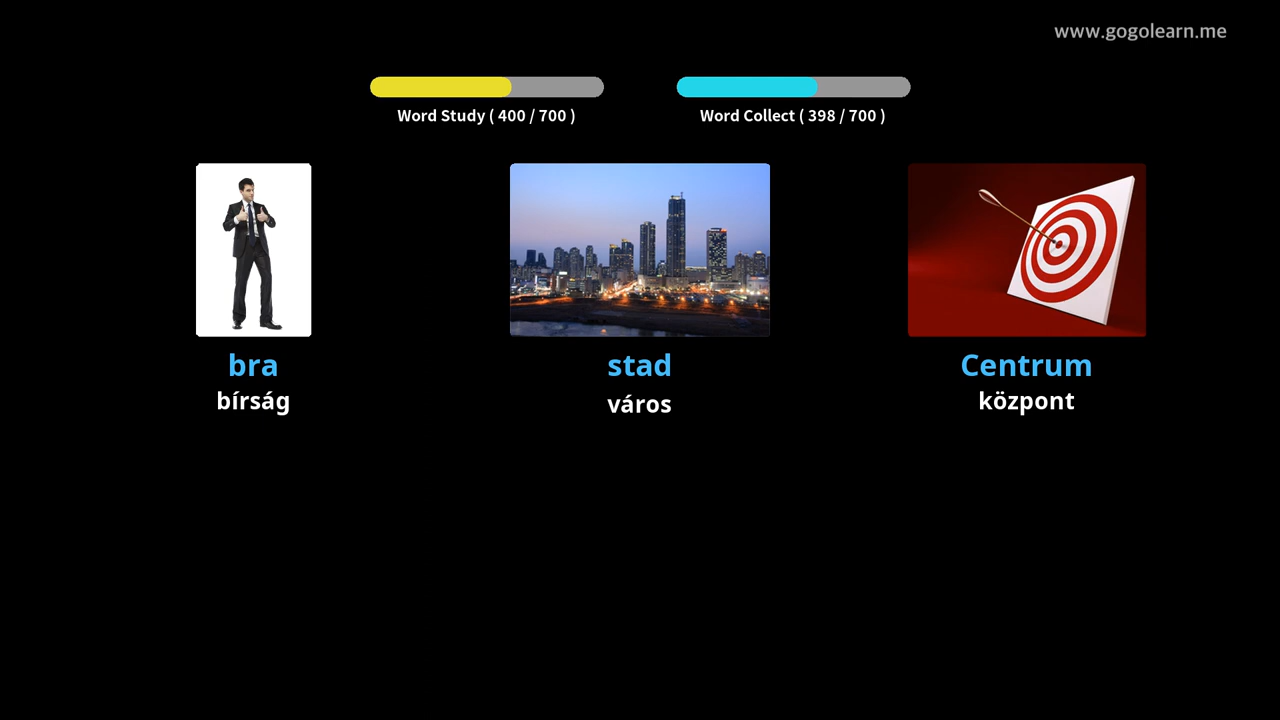 www.gogolearn.me
Word Study ( 400 / 700 )
Word Collect ( 398 / 700 )
bra
stad
Centrum
bírság
város
központ